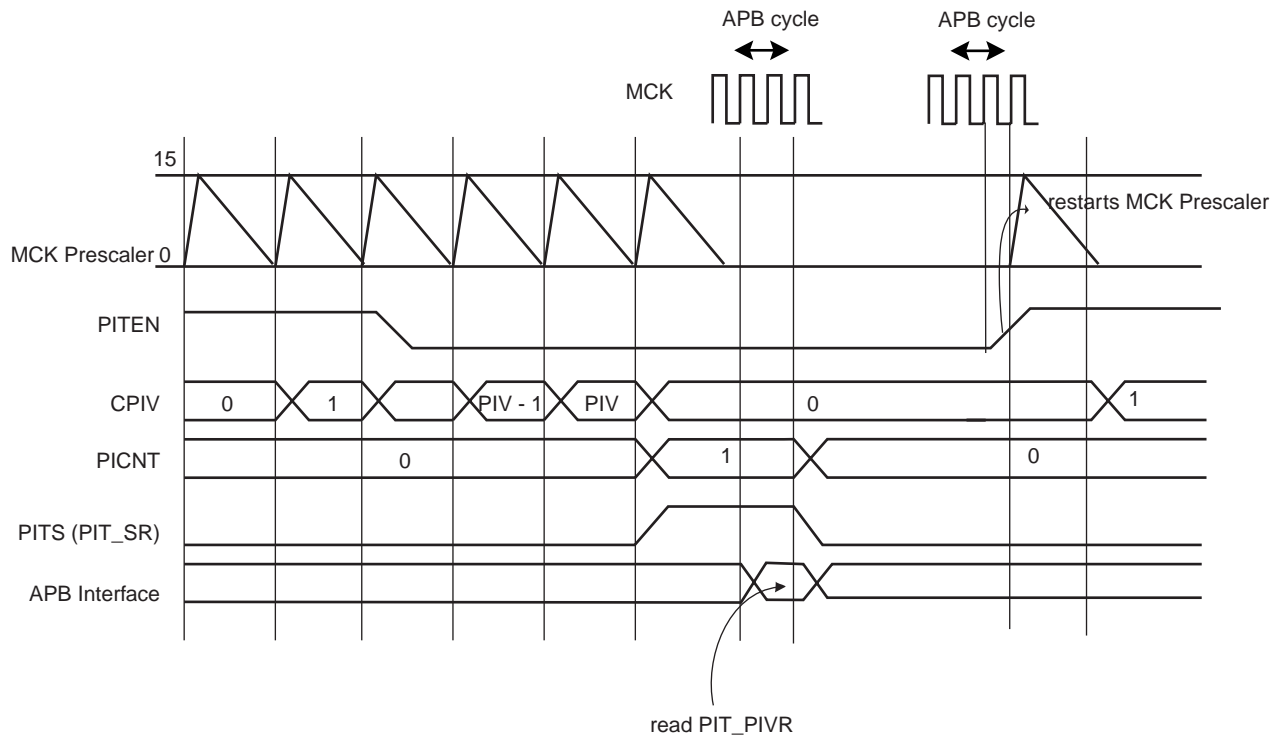 APB cycle
APB cycle
MCK
15
restarts MCK Prescaler
MCK Prescaler 0
PITEN
CPIV
0
1
PIV - 1
PIV
0
1
PICNT
0
1
0
PITS (PIT_SR)
APB Interface
read PIT_PIVR